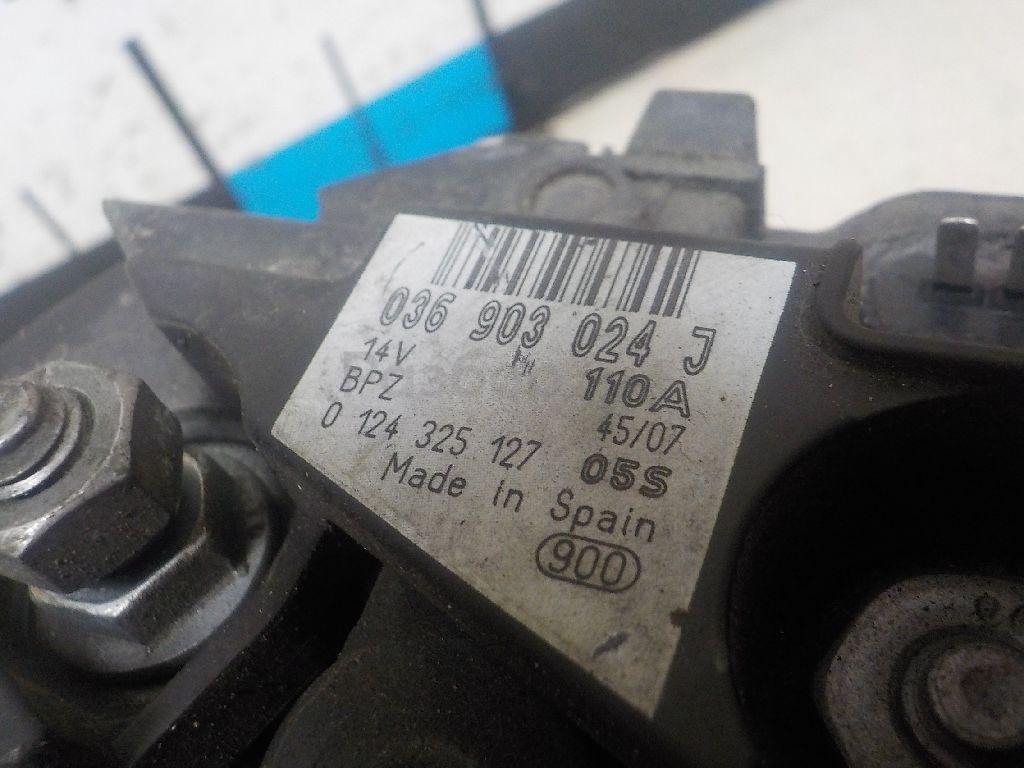 036 903 024 J
14V 110A
BPZ 45/07
0 124 325 127 05S
Made in Spain
900